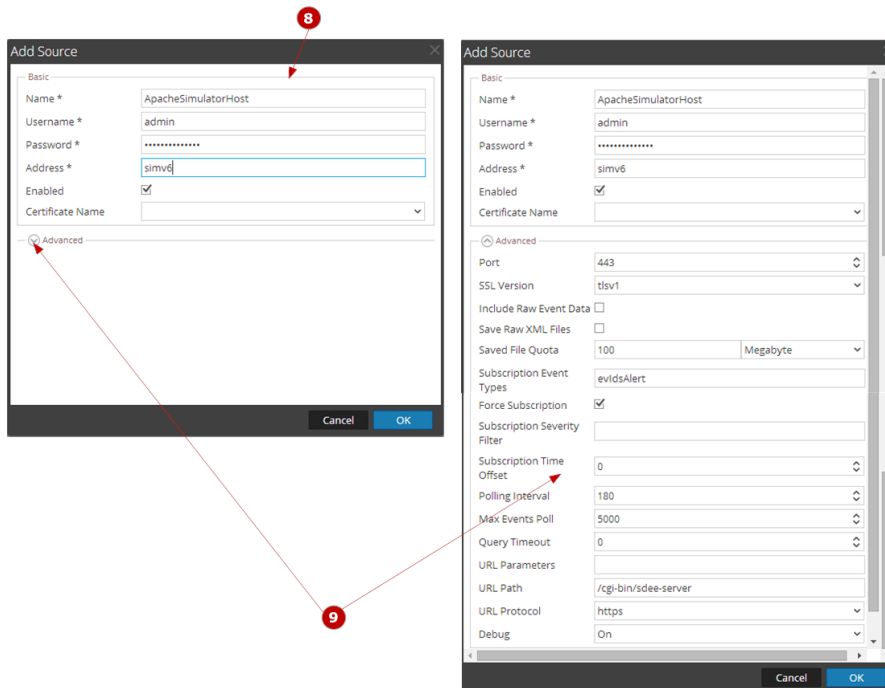 8
Add Source
Basic
Name * ApacheSimulatorHost
Username * admin
Password * ••••••••••••••
Address * simv6
Enabled
Certificate Name
Advanced
Cancel OK
Add Source
Basic
Name * ApacheSimulatorHost
Username * admin
Password * ••••••••••••••
Address * simv6
Enabled
Certificate Name
Advanced
Port 443
SSL Version tlsv1
Include Raw Event Data
Save Raw XML Files
Saved File Quota 100 Megabyte
Subscription Event
Types evIdsAlert
Force Subscription
Subscription Severity
Filter
Subscription Time
Offset 0
Polling Interval 180
Max Events Poll 5000
Query Timeout 0
URL Parameters
URL Path /cgi-bin/sdee-server
URL Protocol https
Debug On
Cancel OK
9